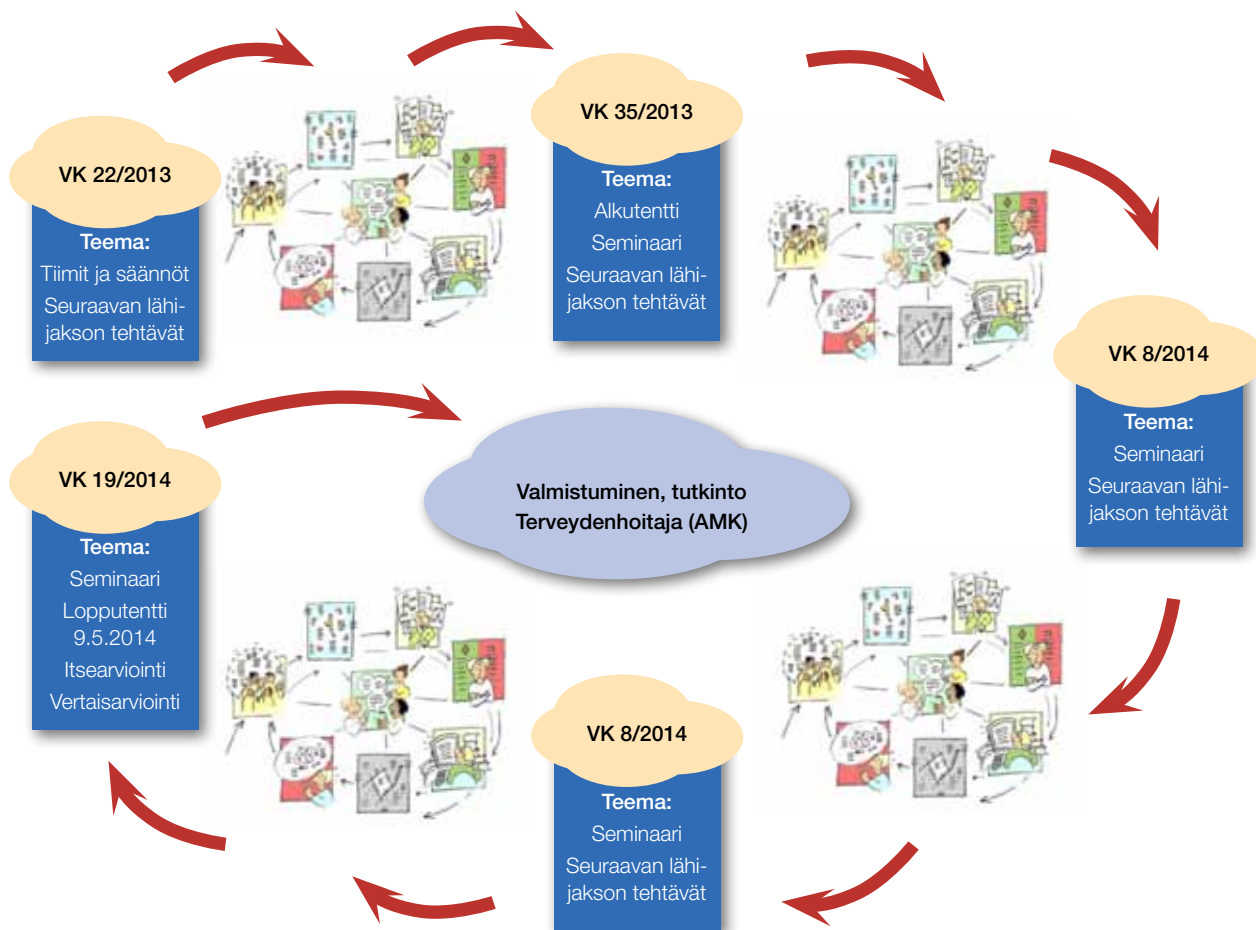 VK 22/2013
Teema:
Tiimit ja säännöt
Seuraavan lähi-
jakson tehtävät
VK 35/2013
Teema:
Alkutentti
Seminaari
Seuraavan lähi-
jakson tehtävät
VK 8/2014
Teema:
Seminaari
Seuraavan lähi-
jakson tehtävät
VK 8/2014
Teema:
Seminaari
Seuraavan lähi-
jakson tehtävät
VK 19/2014
Teema:
Seminaari
Lopputentti
9.5.2014
Itsearviointi
Vertaisarviointi
Valmistuminen, tutkinto
Terveydenhoitaja (AMK)